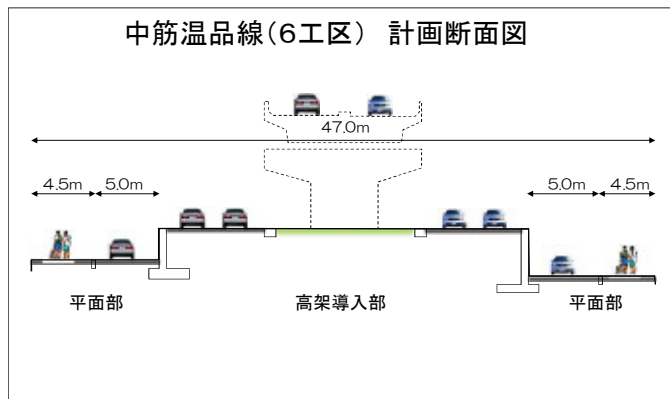 中筋温品線(6工区) 計画断面図
47.0m
4.5m 5.0m 5.0m 4.5m
平面部 高架導入部 平面部